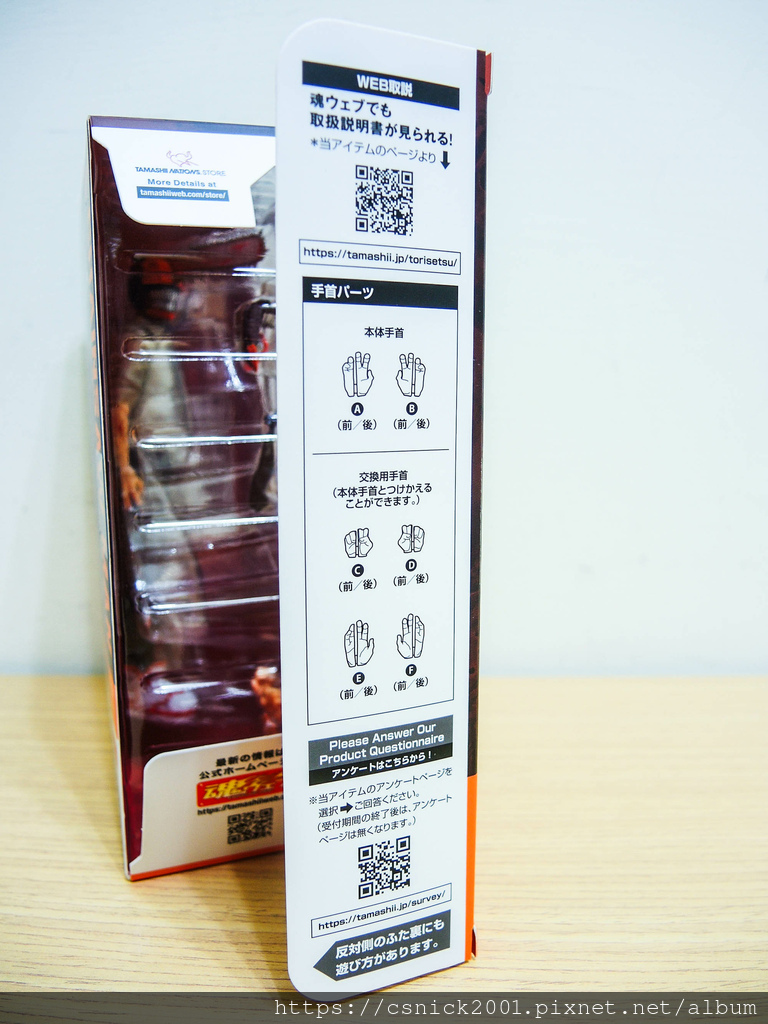 TAMASHII NATIONS STORE
More Details at
tamashiiweb.com/store/
最新の情報は
公式ホームペー
https://tamashiiweb.
WEB取説
魂ウェブでも
取扱説明書が見られる!
*当アイテムのページより
https://tamashii.jp/torisetsu/
手首パーツ
本体手首
A B
(前/後) (前/後)
交換用手首
(本体手首とつけかえる
ことができます。)
C D
(前/後) (前/後)
E F
(前/後) (前/後)
Please Answer Our
Product Questionnaire
アンケートはこちらから!
※当アイテムのアンケートページを
選択➡ご回答ください。
(受付期間の終了後は、アンケート
ページは無くなります。)
https://tamashii.jp/survey/
反対側のふた裏にも
遊び方があります。
https://csnick2001.pixnet.net/album